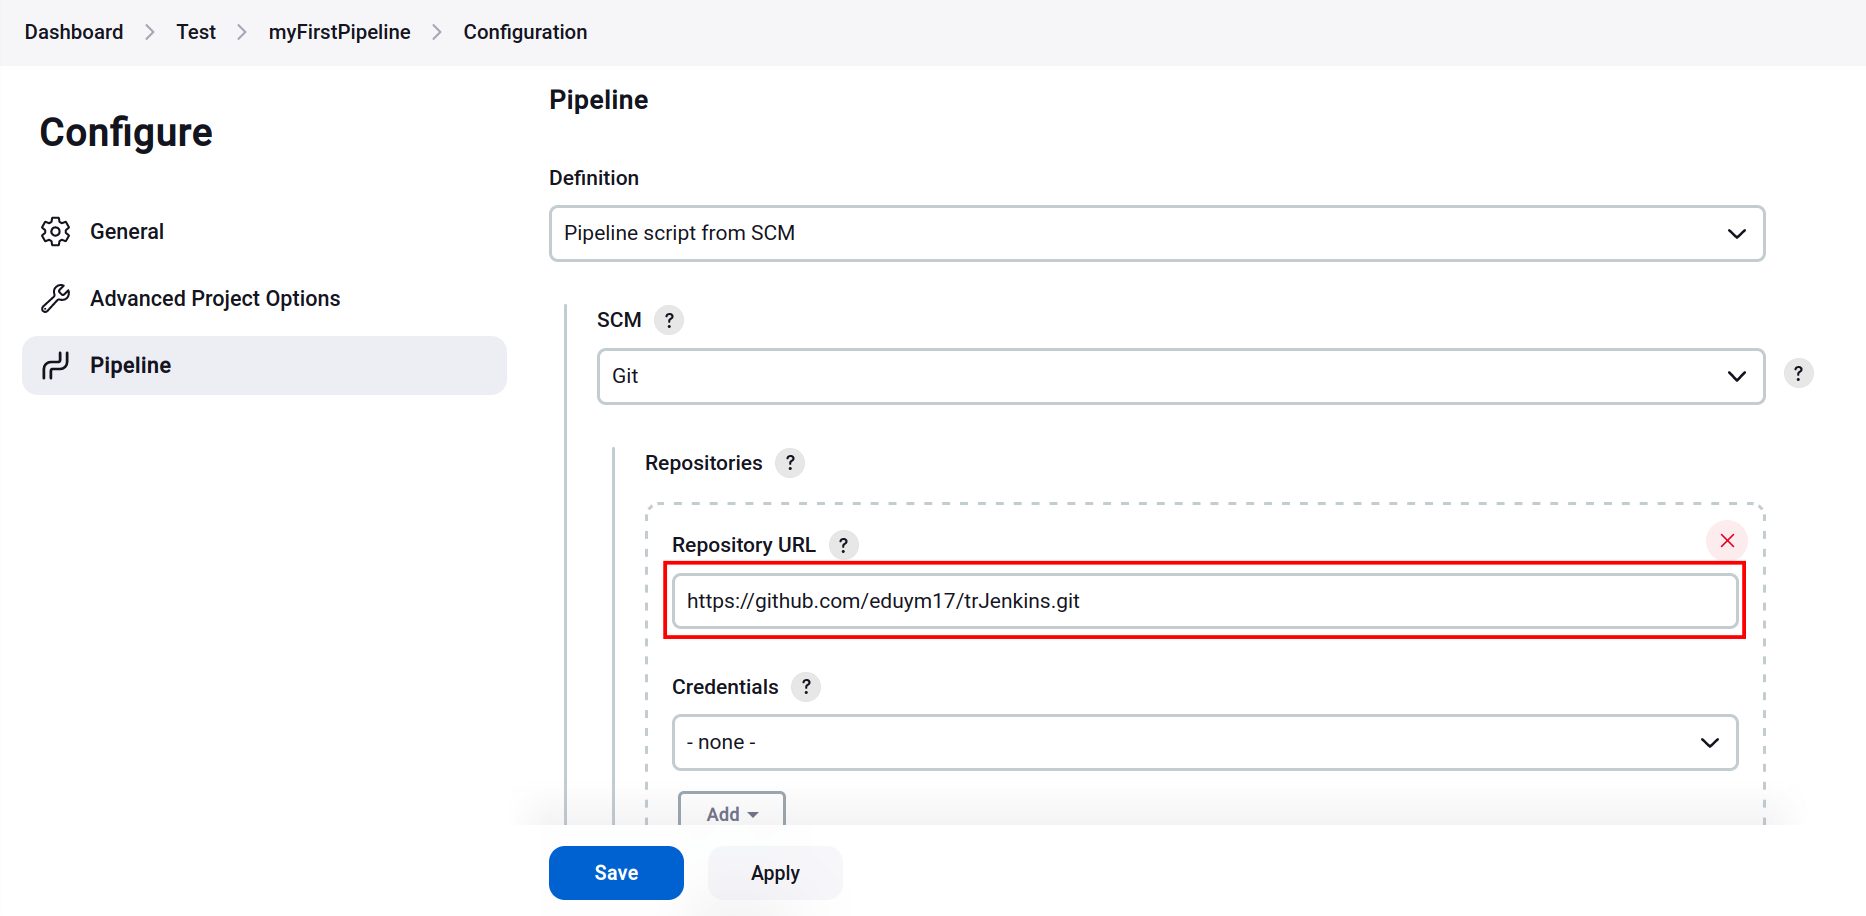 Dashboard > Test > myFirstPipeline > Configuration
Configure
General
Advanced Project Options
Pipeline
Pipeline
Definition
Pipeline script from SCM
SCM ?
Git
?
Repositories ?
Repository URL ?
https://github.com/eduym17/trJenkins.git
Credentials ?
- none -
Add
Save
Apply